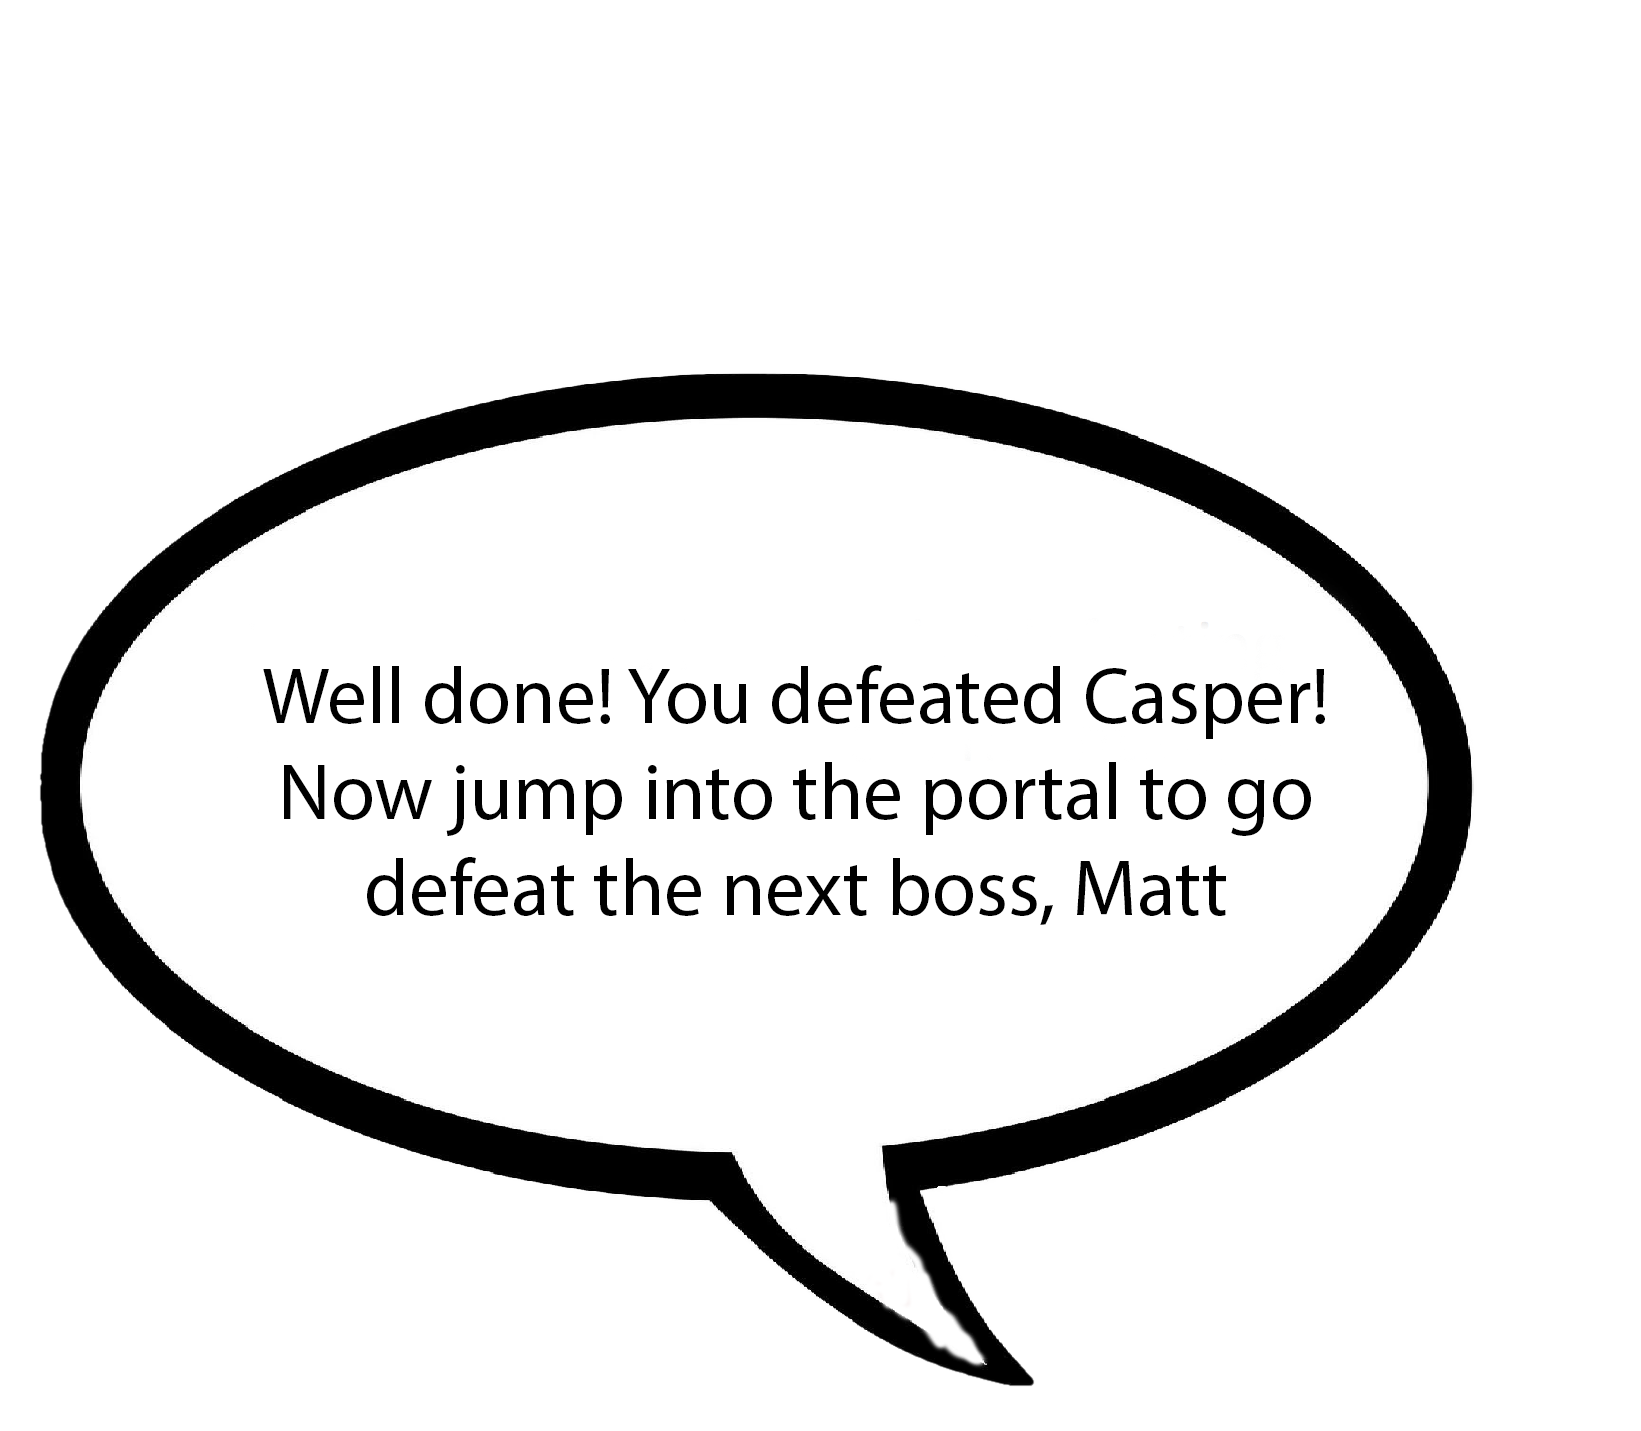 Well done! You defeated Casper!
Now jump into the portal to go
defeat the next boss, Matt